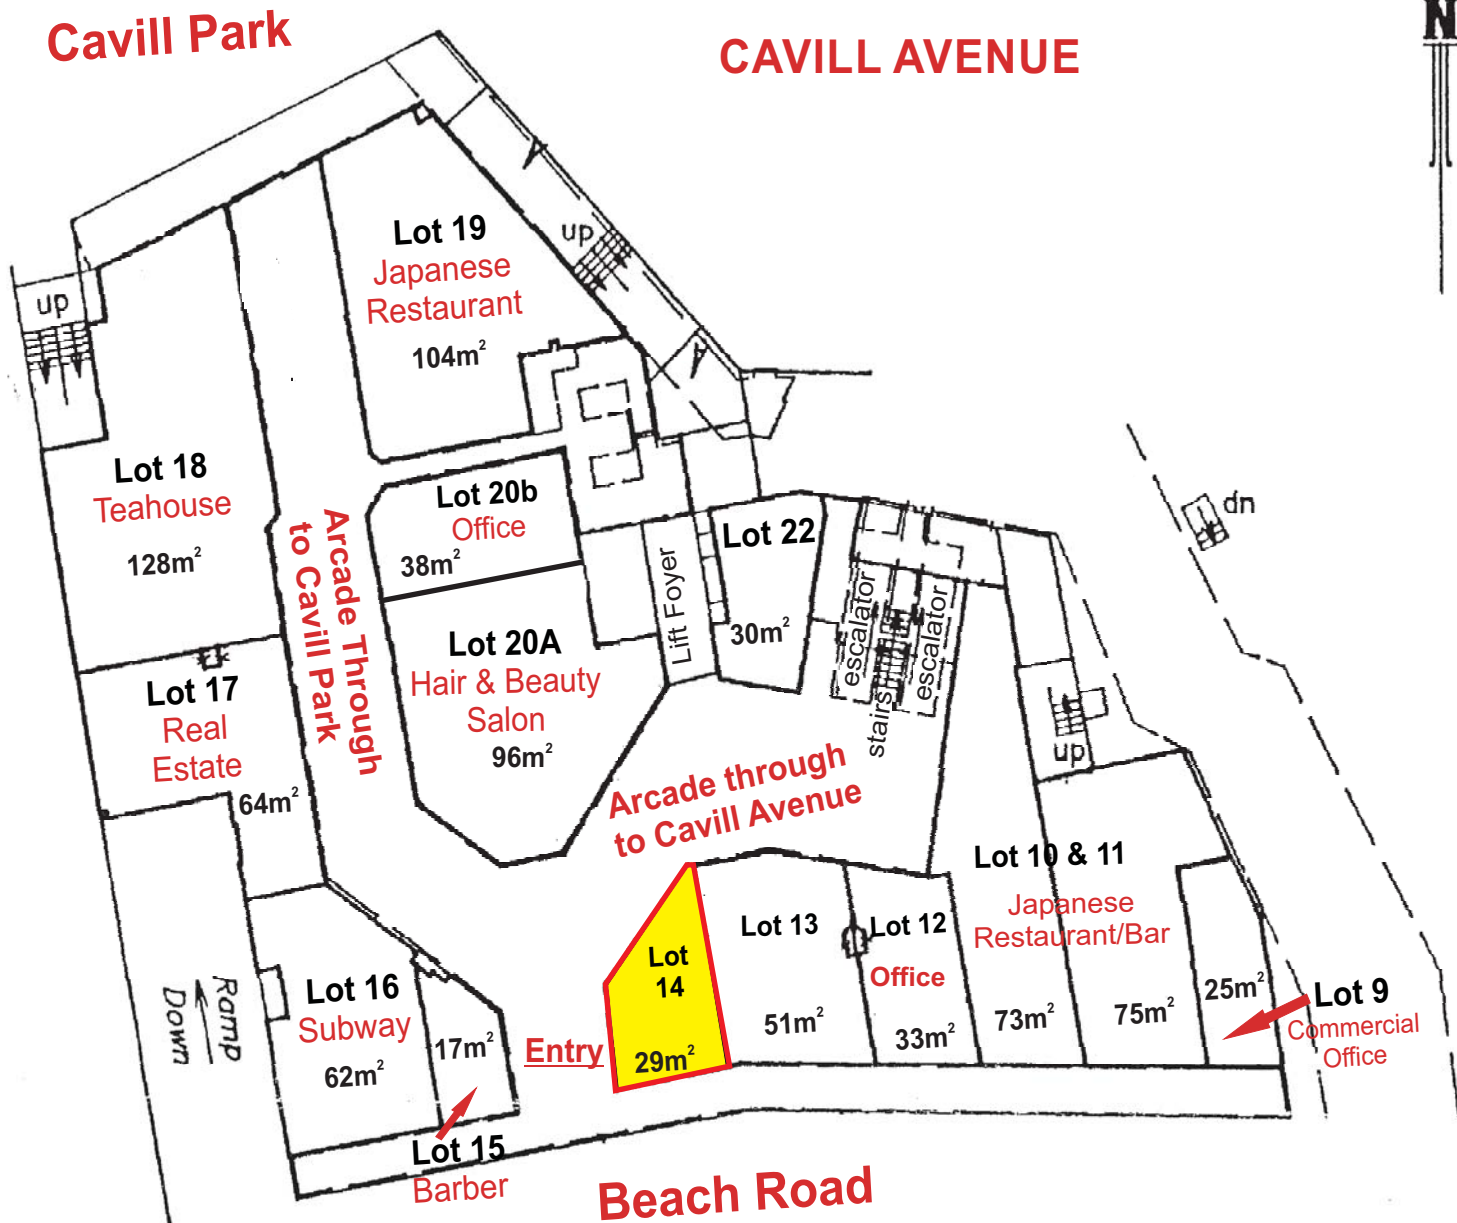 Cavill Park
CAVILL AVENUE
N
Lot 19
Japanese
Restaurant
104m²
up
up
Lot 18
Teahouse
128m²
Arcade Through
to Cavill Park
Lot 20b
Office
38m²
Lot 22
30m²
Lift Foyer
escalator
stairs
escalator
dn
Lot 17
Real
Estate
64m²
Lot 20A
Hair & Beauty
Salon
96m²
up
Arcade through
to Cavill Avenue
Lot 10 & 11
Japanese
Restaurant/Bar
73m²
75m²
Lot 13
51m²
Lot 12
Office
33m²
Lot
14
29m²
25m²
Lot 9
Commercial
Office
Ramp
Down
Lot 16
Subway
62m²
17m²
Entry
Lot 15
Barber
Beach Road